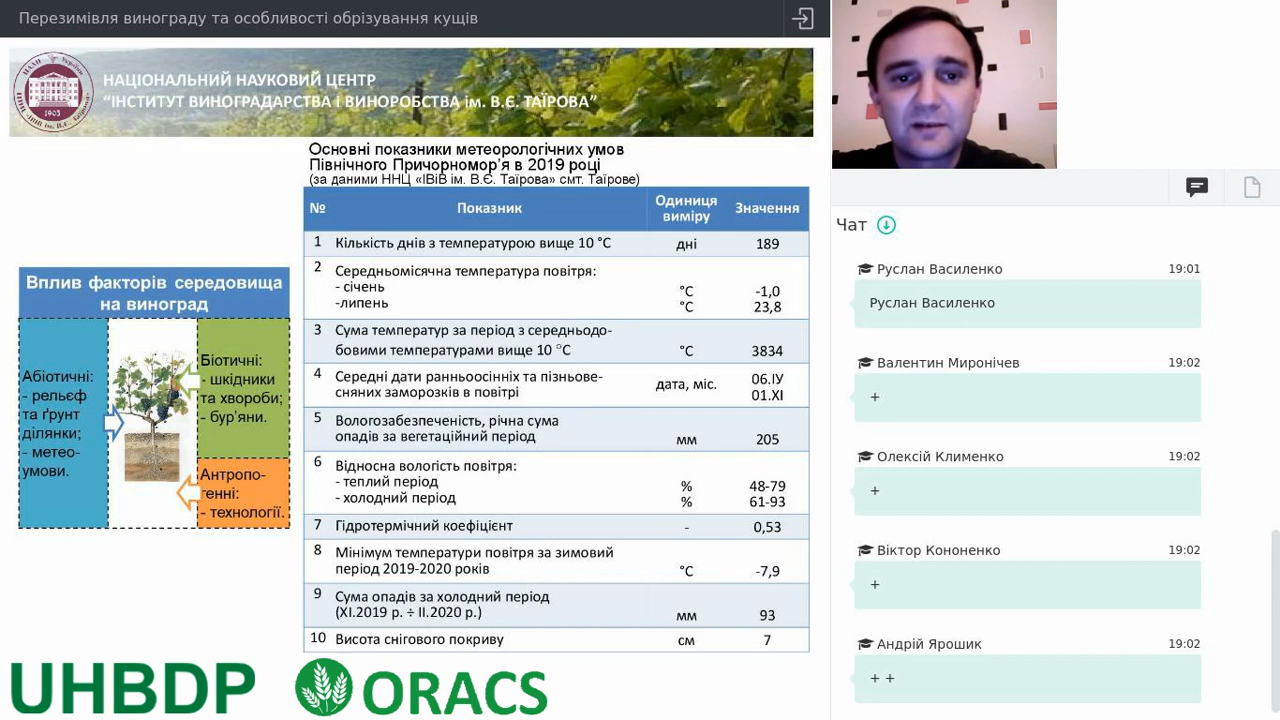 Перезимівля винограду та особливості обрізування кущів
НАЦІОНАЛЬНИЙ НАУКОВИЙ ЦЕНТР
“ІНСТИТУТ ВИНОГРАДАРСТВА і ВИНОРОБСТВА ім. В.Є. ТАЇРОВА”
1905
Основні показники метеорологічних умов
Північного Причорномор’я в 2019 році
(за даними ННЦ «ІВіВ ім. В.Є. Таїрова» смт. Таїрове)
№ Показник Одиниця виміру Значення
1 Кількість днів з температурою вище 10 °С дні 189
2 Середньомісячна температура повітря:
- січень °С -1,0
-липень °С 23,8
3 Сума температур за період з середньодо-
бовими температурами вище 10 °С °С 3834
4 Середні дати ранньоосінніх та пізньове- 06.ІУ
сняних заморозків в повітрі дата, міс. 01.ХІ
5 Вологозабезпеченість, річна сума
опадів за вегетаційний період мм 205
6 Відносна вологість повітря:
- теплий період % 48-79
- холодний період % 61-93
7 Гідротермічний коефіцієнт - 0,53
8 Мінімум температури повітря за зимовий
період 2019-2020 років °С -7,9
9 Сума опадів за холодний період
(ХІ.2019 р. ÷ ІІ.2020 р.) мм 93
10 Висота снігового покриву см 7
Вплив факторів середовища
на виноград
Абіотичні:
- рельєф
та ґрунт
ділянки;
- метео-
умови.
Біотичні:
- шкідники
та хвороби;
- бур’яни.
Антропо-
генні:
- технології.
UHBDP
ORACS
Чат
Руслан Василенко 19:01
Руслан Василенко
Валентин Миронічев 19:02
+
Олексій Клименко 19:02
+
Віктор Кононенко 19:02
+
Андрій Ярошик 19:02
+ +